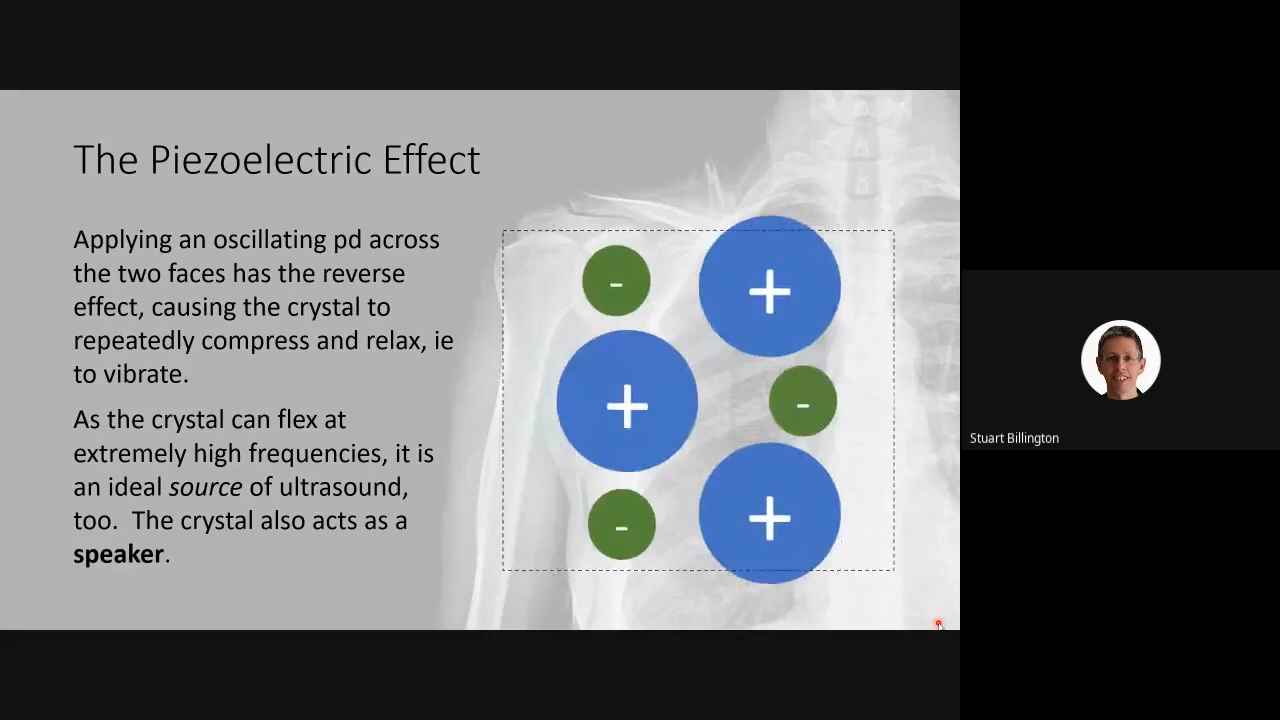 The Piezoelectric Effect
Applying an oscillating pd across
the two faces has the reverse
effect, causing the crystal to
repeatedly compress and relax, ie
to vibrate.
As the crystal can flex at
extremely high frequencies, it is
an ideal source of ultrasound,
too.  The crystal also acts as a
speaker.
-
+
+
-
-
+
Stuart Billington